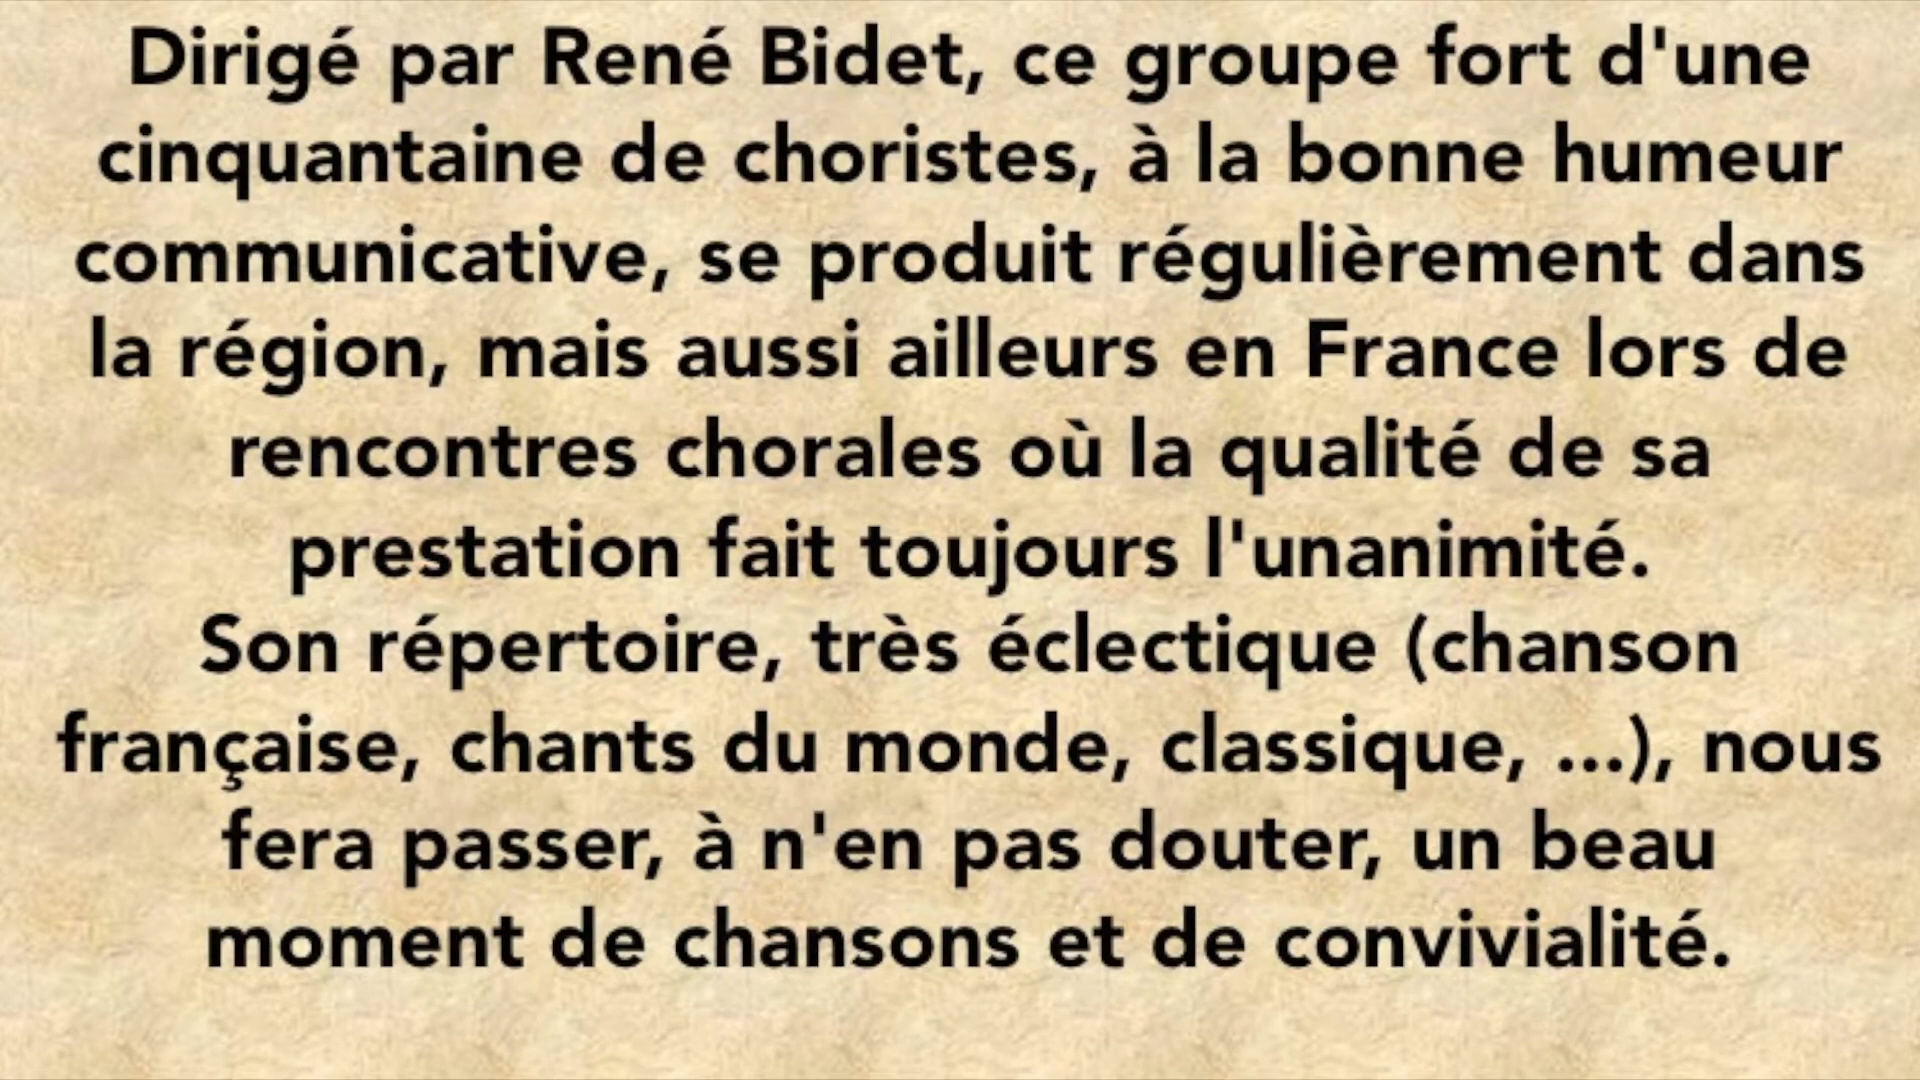 Dirigé par René Bidet, ce groupe fort d'une
cinquantaine de choristes, à la bonne humeur
communicative, se produit régulièrement dans
la région, mais aussi ailleurs en France lors de
rencontres chorales où la qualité de sa
prestation fait toujours l'unanimité.
Son répertoire, très éclectique (chanson
française, chants du monde, classique, ...), nous
fera passer, à n'en pas douter, un beau
moment de chansons et de convivialité.